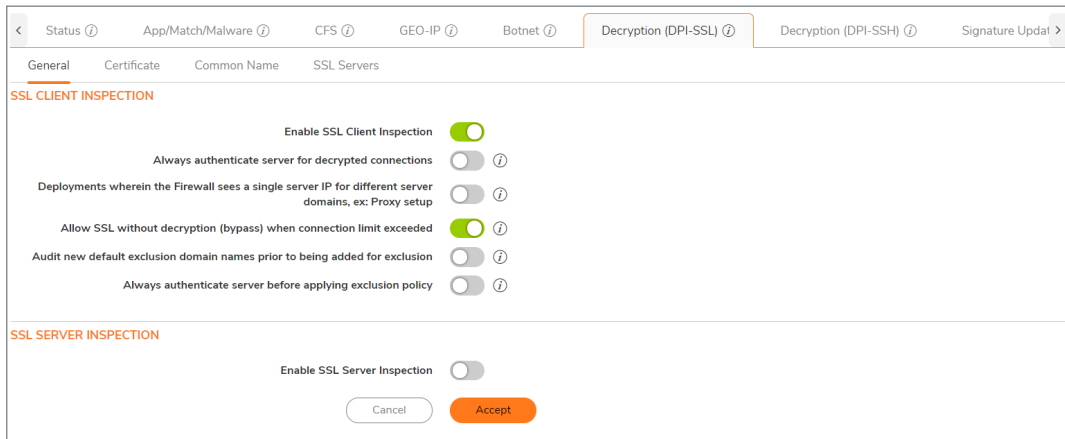 Status
App/Match/Malware
CFS
GEO-IP
Botnet
Decryption (DPI-SSL)
Decryption (DPI-SSH)
Signature Updat
General
Certificate
Common Name
SSL Servers
SSL CLIENT INSPECTION
Enable SSL Client Inspection
Always authenticate server for decrypted connections
Deployments wherein the Firewall sees a single server IP for different server
domains, ex: Proxy setup
Allow SSL without decryption (bypass) when connection limit exceeded
Audit new default exclusion domain names prior to being added for exclusion
Always authenticate server before applying exclusion policy
SSL SERVER INSPECTION
Enable SSL Server Inspection
Cancel
Accept